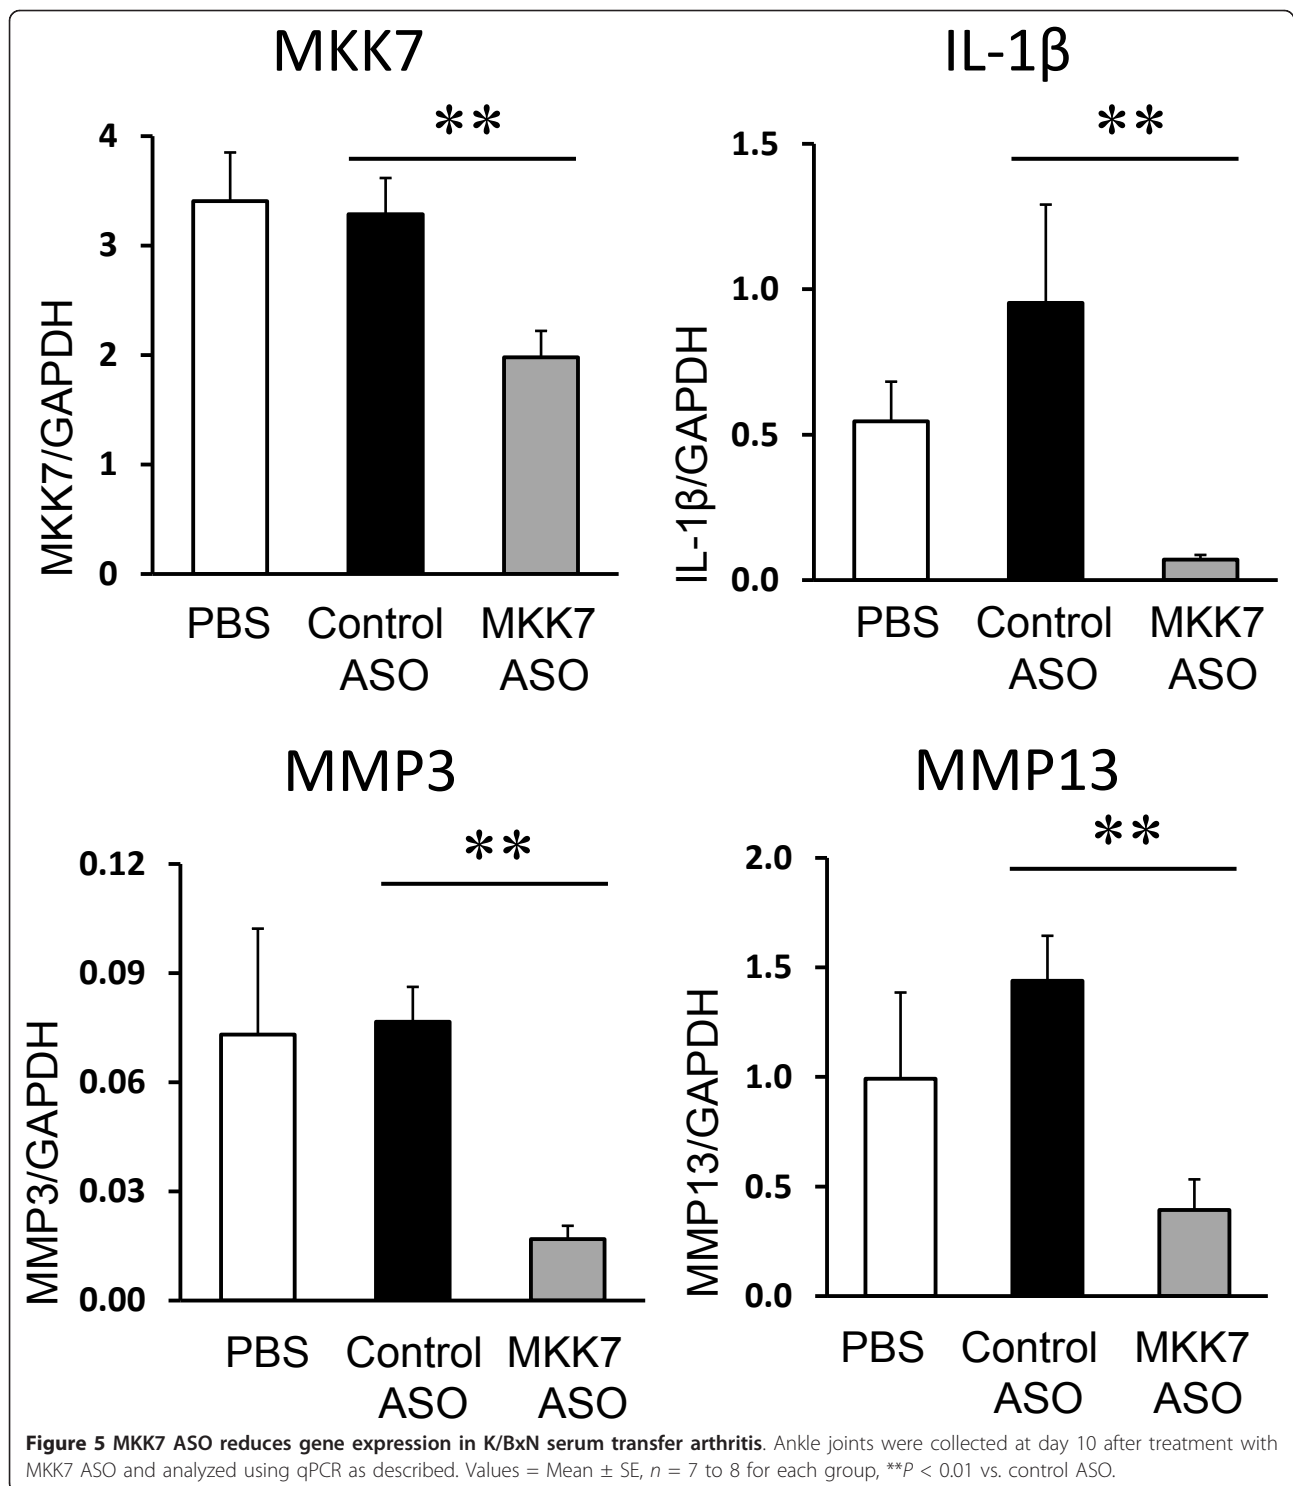 MKK7
**
4
3
2
1
0
MKK7/GAPDH
PBS
Control
ASO
MKK7
ASO
IL-1β
**
1.5
1.0
0.5
0.0
IL-1β/GAPDH
PBS
Control
ASO
MKK7
ASO
MMP3
**
0.12
0.09
0.06
0.03
0.00
MMP3/GAPDH
PBS
Control
ASO
MKK7
ASO
MMP13
**
2.0
1.5
1.0
0.5
0.0
MMP13/GAPDH
PBS
Control
ASO
MKK7
ASO
Figure 5 MKK7 ASO reduces gene expression in K/BxN serum transfer arthritis. Ankle joints were collected at day 10 after treatment with
MKK7 ASO and analyzed using qPCR as described. Values = Mean ± SE, n = 7 to 8 for each group, **P < 0.01 vs. control ASO.